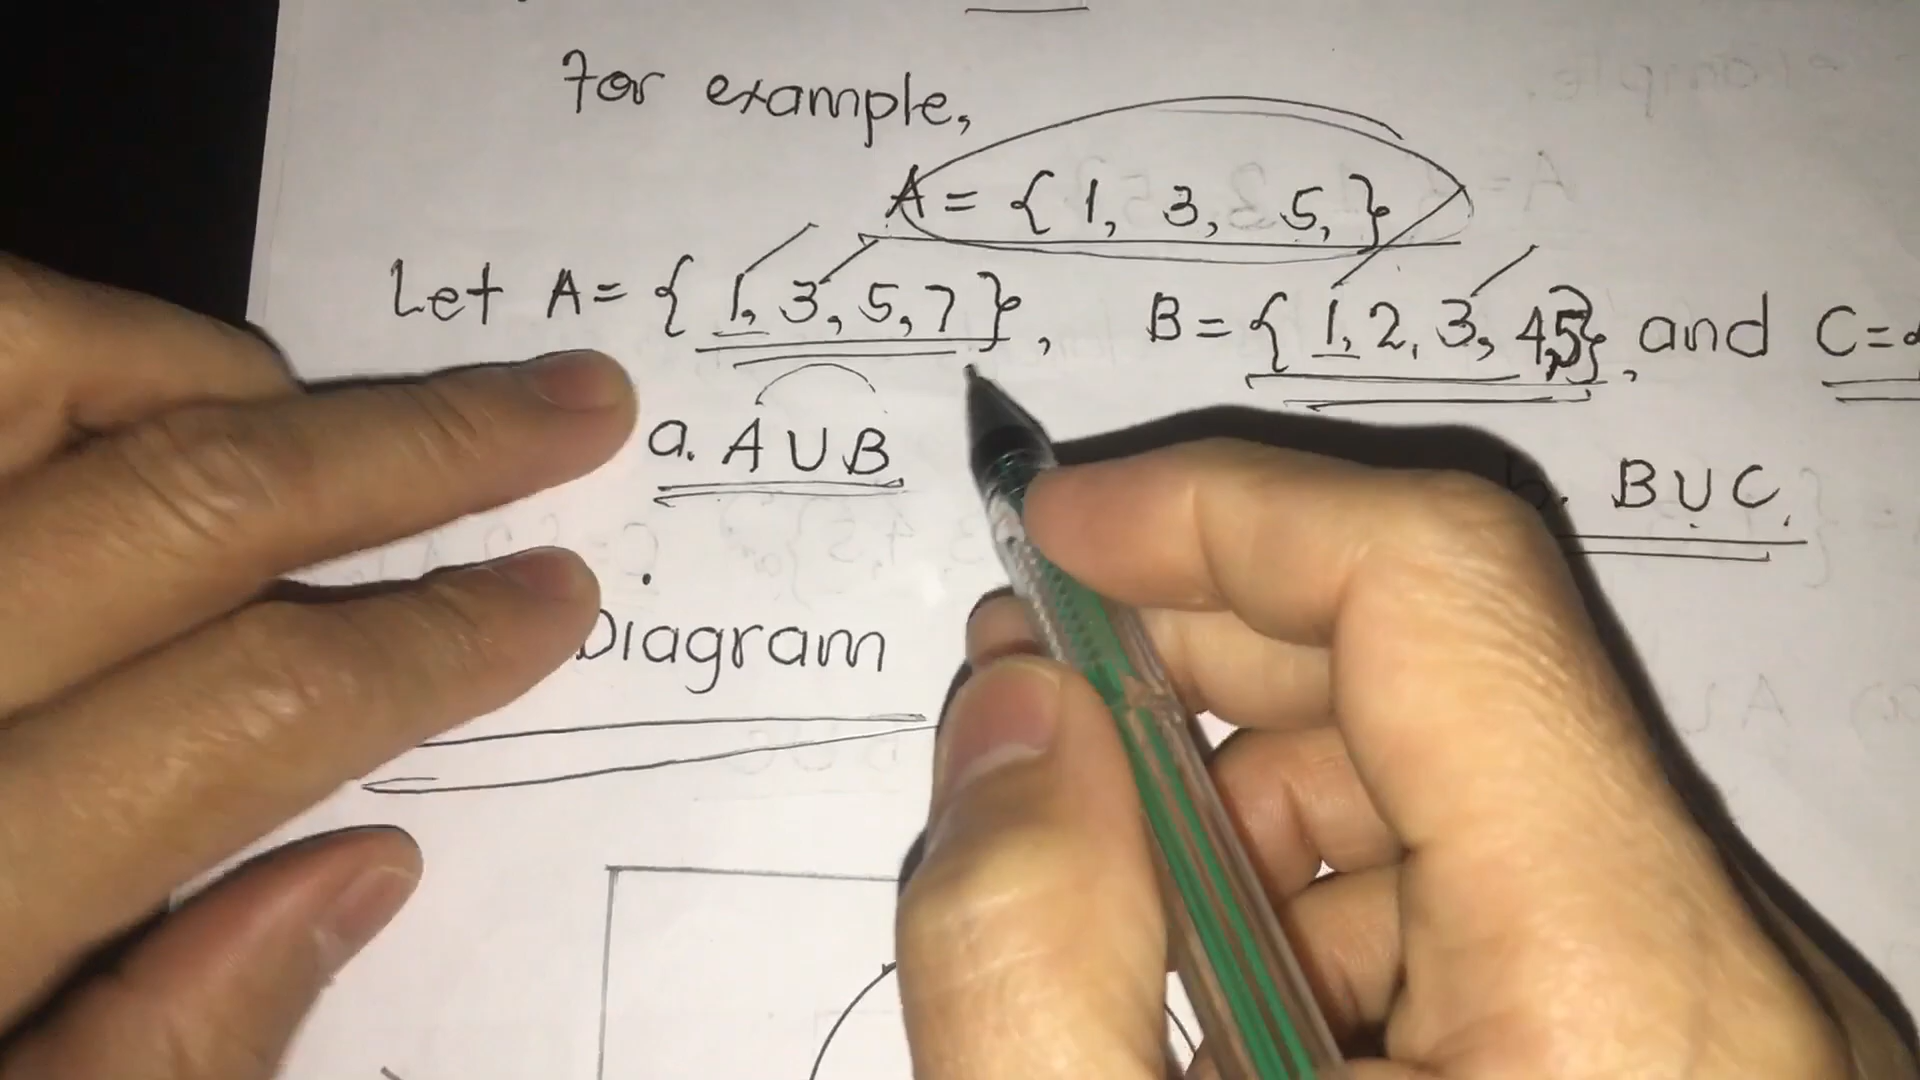 For example,
A = { 1, 3, 5, }
Let A = { 1, 3, 5, 7 }, B = { 1, 2, 3, 4,5}, and C =
a. A ∪ B. b. B ∪ C.
Diagram